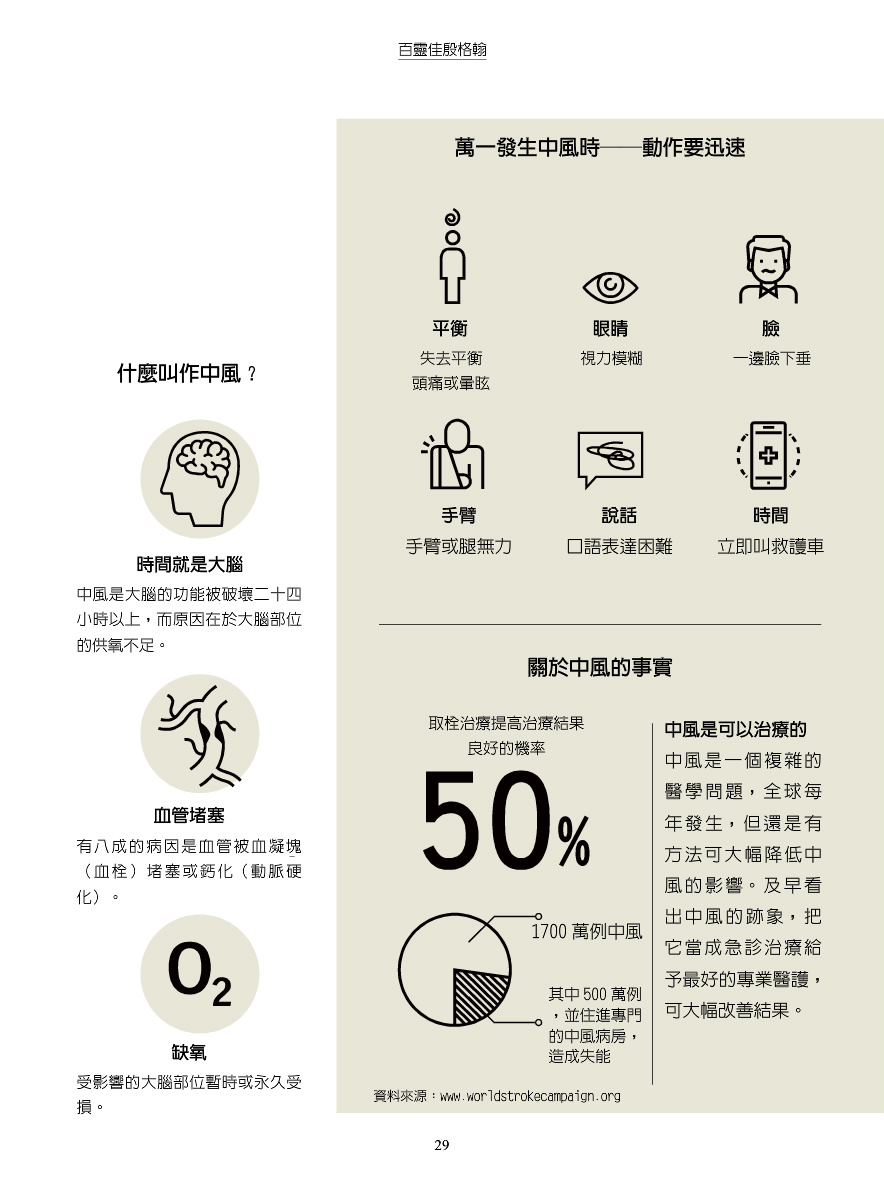 百靈佳殷格翰
什麼叫作中風？
時間就是大腦
中風是大腦的功能被破壞二十四
小時以上，而原因在於大腦部位
的供氧不足。
血管堵塞
有八成的病因是血管被血凝塊
（血栓）堵塞或鈣化（動脈硬
化）。
O2
缺氧
受影響的大腦部位暫時或永久受
損。
萬一發生中風時——動作要迅速
平衡
失去平衡
頭痛或暈眩
眼睛
視力模糊
臉
一邊臉下垂
手臂
手臂或腿無力
說話
口語表達困難
時間
立即叫救護車
關於中風的事實
取栓治療提高治療結果
良好的機率
50%
1700 萬例中風
其中 500 萬例
，並住進專門
的中風病房，
造成失能
中風是可以治療的
中風是一個複雜的
醫學問題，全球每
年發生，但還是有
方法可大幅降低中
風的影響。及早看
出中風的跡象，把
它當成急診治療給
予最好的專業醫護，
可大幅改善結果。
資料來源：www.worldstrokecampaign.org
29